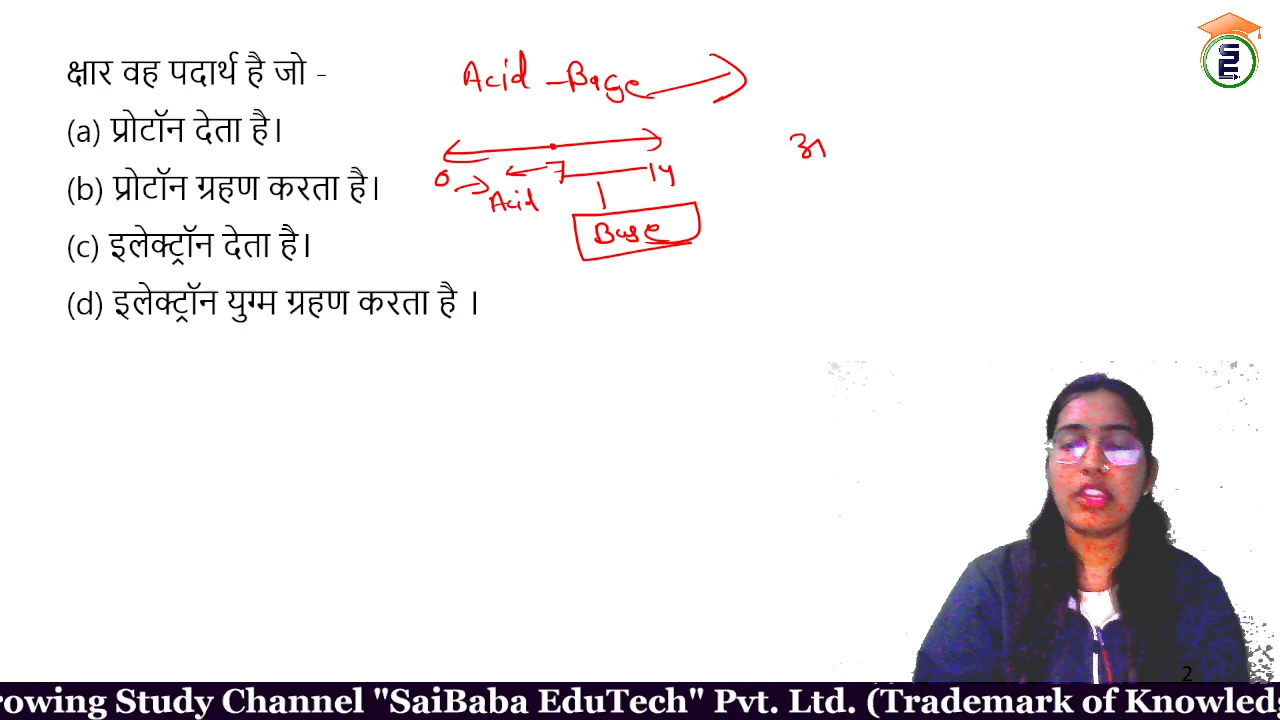 क्षार वह पदार्थ है जो -
(a) प्रोटॉन देता है।
(b) प्रोटॉन ग्रहण करता है।
(c) इलेक्ट्रॉन देता है।
(d) इलेक्ट्रॉन युग्म ग्रहण करता है ।
Acid - Base
0 7 14
Acid
Base
अ
SE
2
rowing Study Channel "SaiBaba EduTech" Pvt. Ltd. (Trademark of Knowled